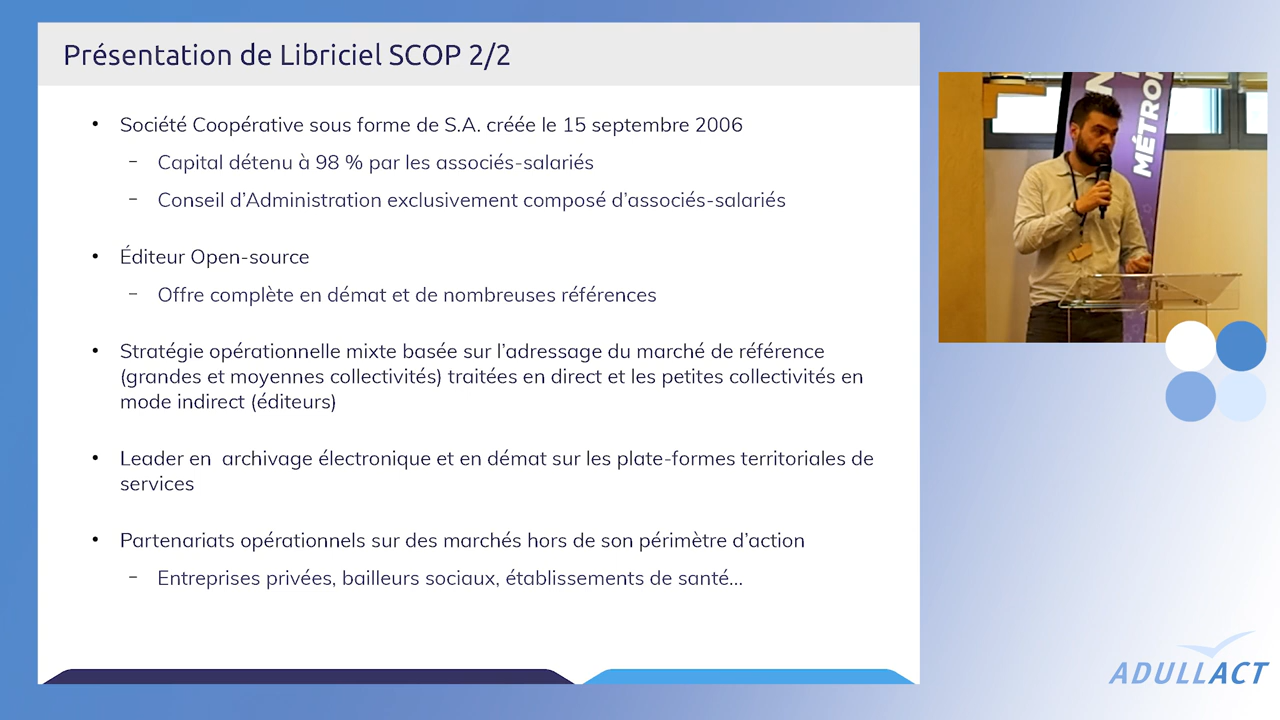 Présentation de Libriciel SCOP 2/2
• Société Coopérative sous forme de S.A. créée le 15 septembre 2006
– Capital détenu à 98 % par les associés-salariés
– Conseil d’Administration exclusivement composé d’associés-salariés
• Éditeur Open-source
– Offre complète en démat et de nombreuses références
• Stratégie opérationnelle mixte basée sur l’adressage du marché de référence
(grandes et moyennes collectivités) traitées en direct et les petites collectivités en
mode indirect (éditeurs)
• Leader en  archivage électronique et en démat sur les plate-formes territoriales de
services
• Partenariats opérationnels sur des marchés hors de son périmètre d’action
– Entreprises privées, bailleurs sociaux, établissements de santé...
ADULLACT